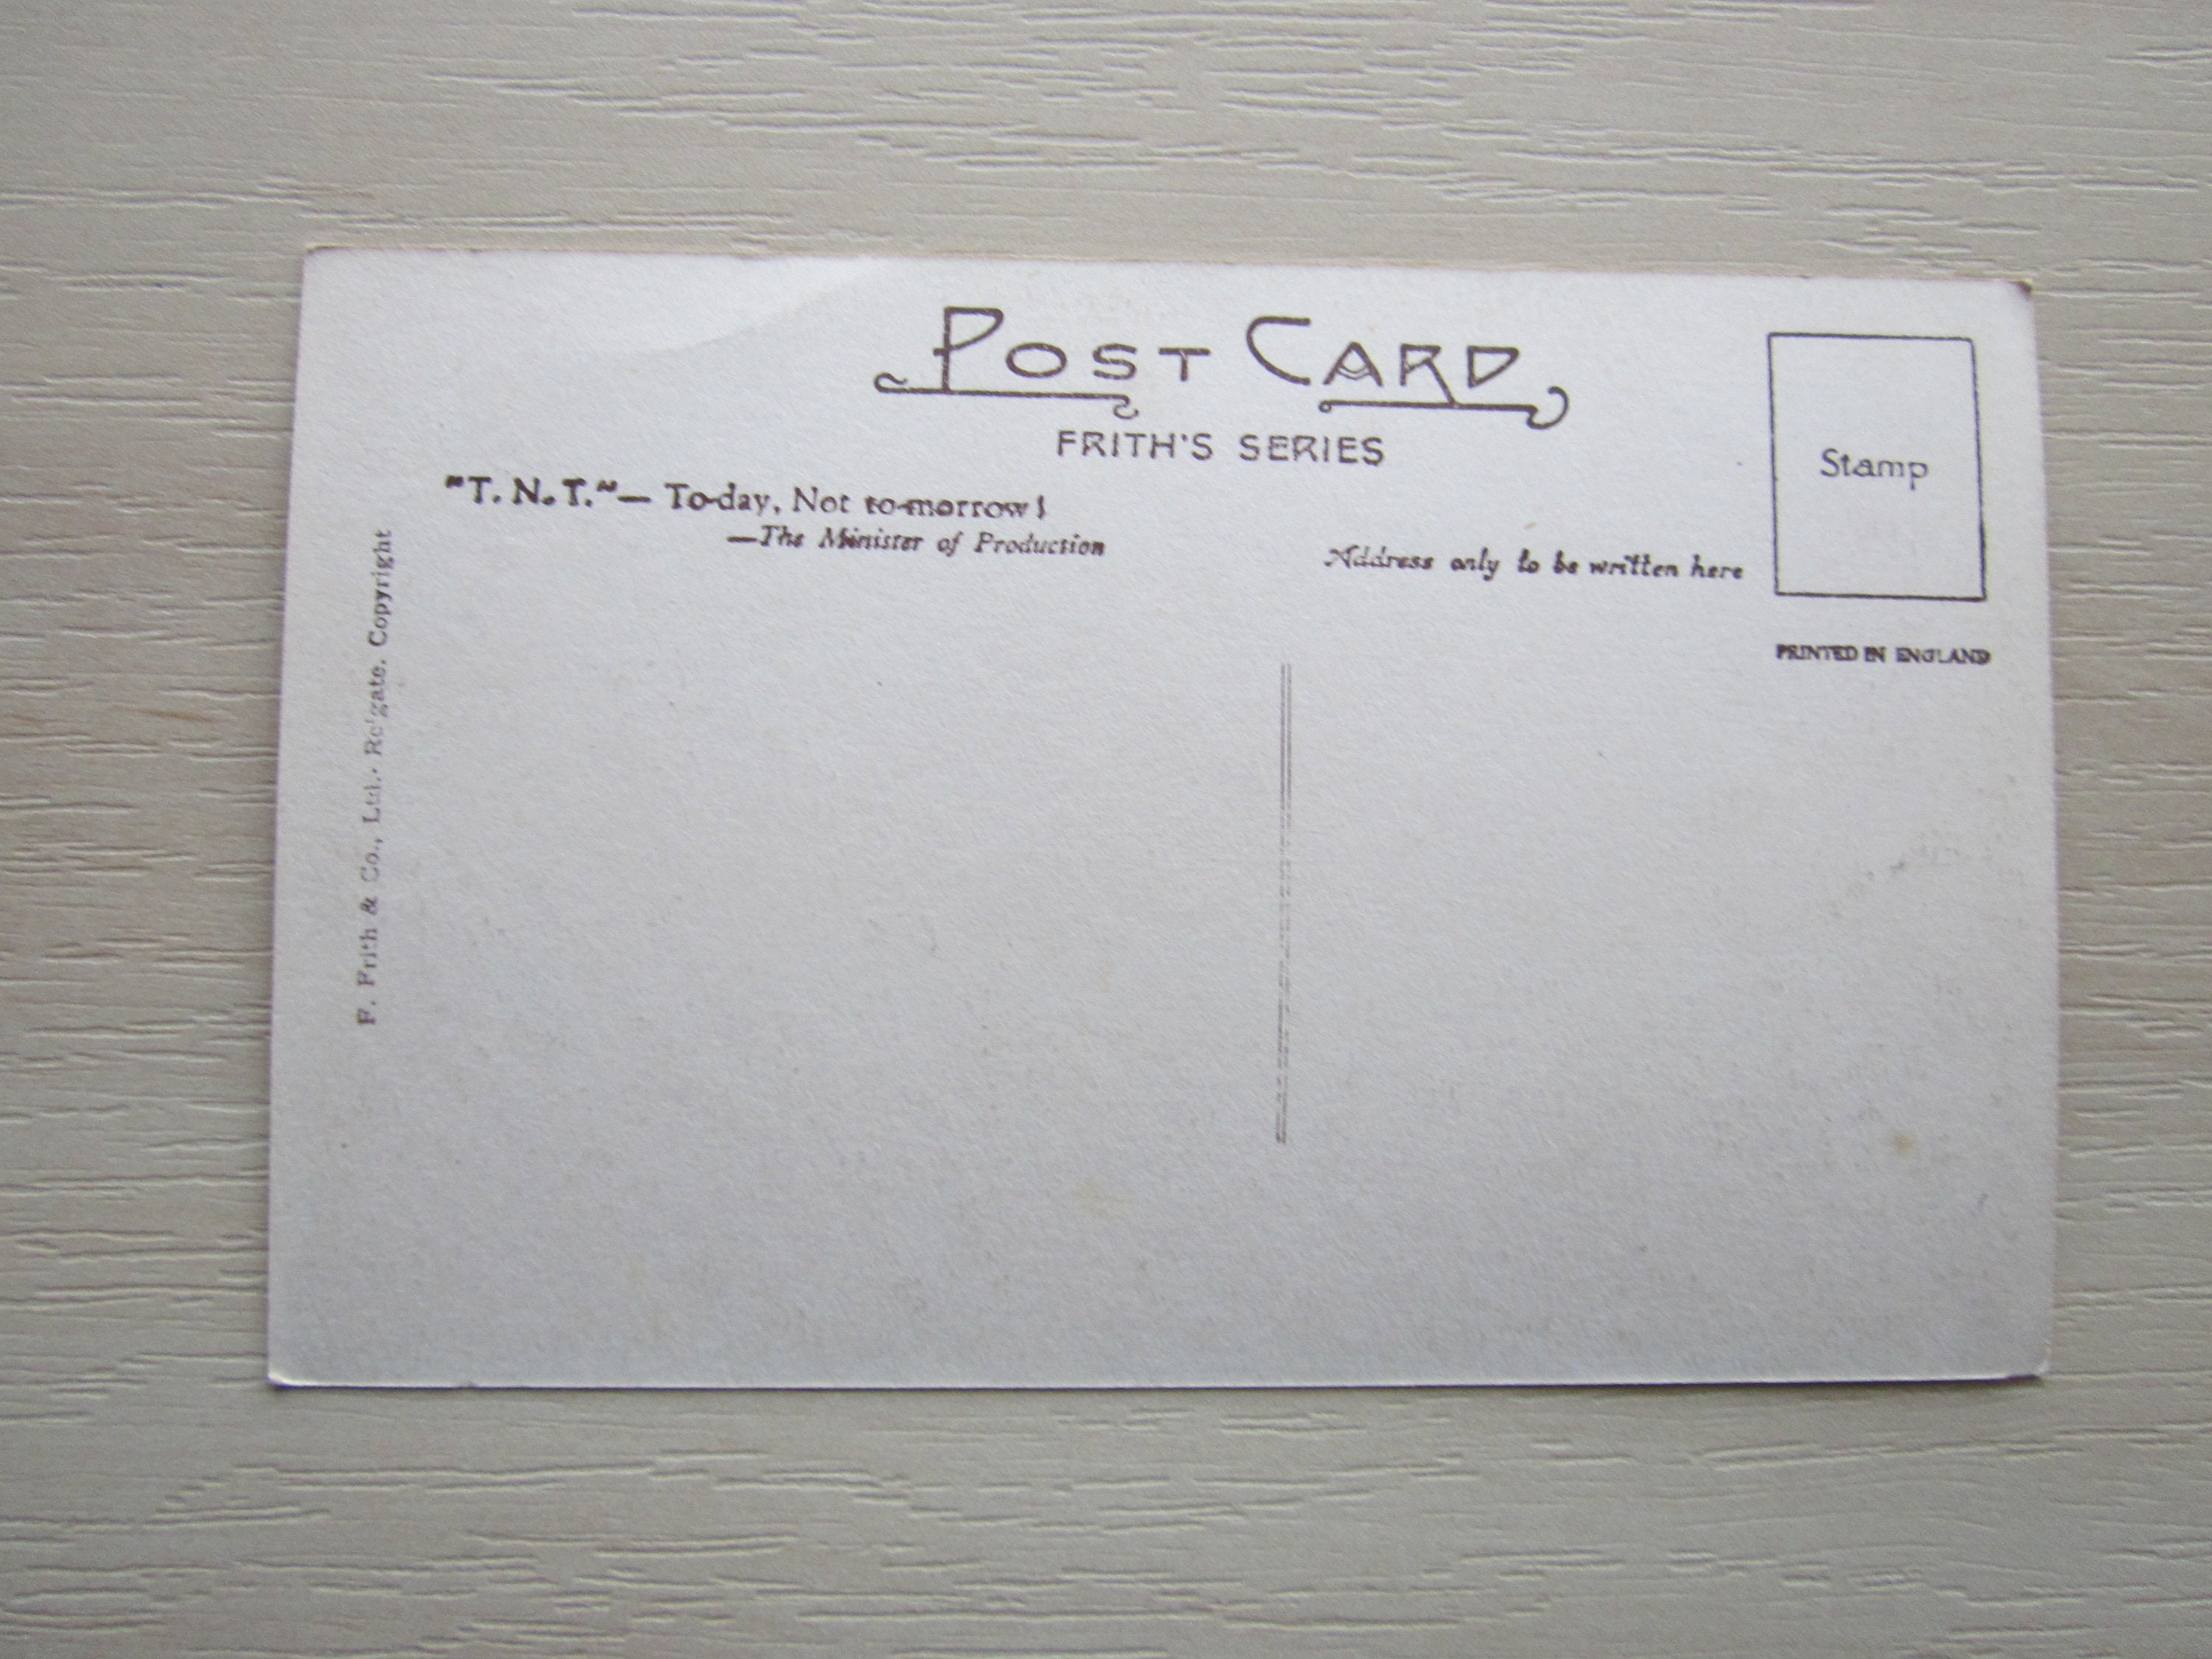 POST CARD
FRITH'S SERIES
"T. N. T."— To-day, Not to-morrow!
—The Minister of Production
Address only to be written here
Stamp
PRINTED IN ENGLAND
F. Frith & Co., Ltd., Reigate. Copyright